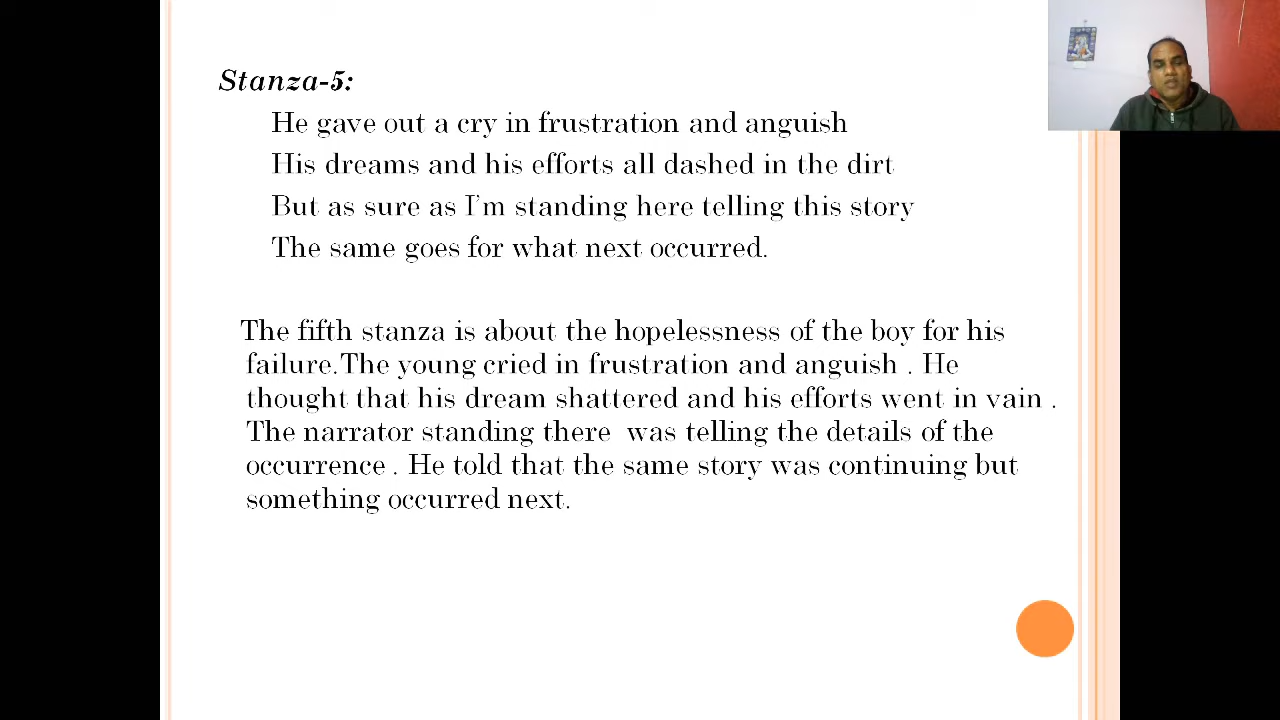 Stanza-5:
He gave out a cry in frustration and anguish
His dreams and his efforts all dashed in the dirt
But as sure as I'm standing here telling this story
The same goes for what next occurred.
The fifth stanza is about the hopelessness of the boy for his
failure.The young cried in frustration and anguish . He
thought that his dream shattered and his efforts went in vain .
The narrator standing there  was telling the details of the
occurrence . He told that the same story was continuing but
something occurred next.